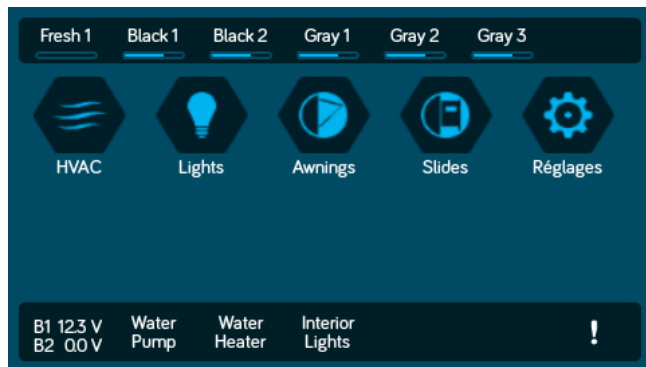 Fresh 1 Black 1 Black 2 Gray 1 Gray 2 Gray 3
HVAC Lights Awnings Slides Réglages
B1 12.3 V Water Water Interior !
B2 0.0 V Pump Heater Lights